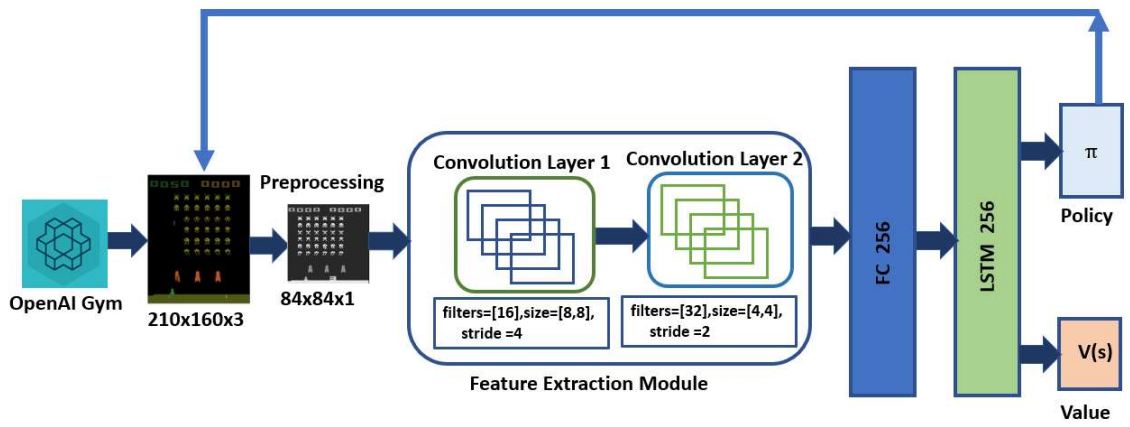 OpenAI Gym
210x160x3
Preprocessing
84x84x1
Convolution Layer 1
filters=[16],size=[8,8],
stride =4
Convolution Layer 2
filters=[32],size=[4,4],
stride =2
Feature Extraction Module
FC 256
LSTM 256
π
Policy
V(s)
Value